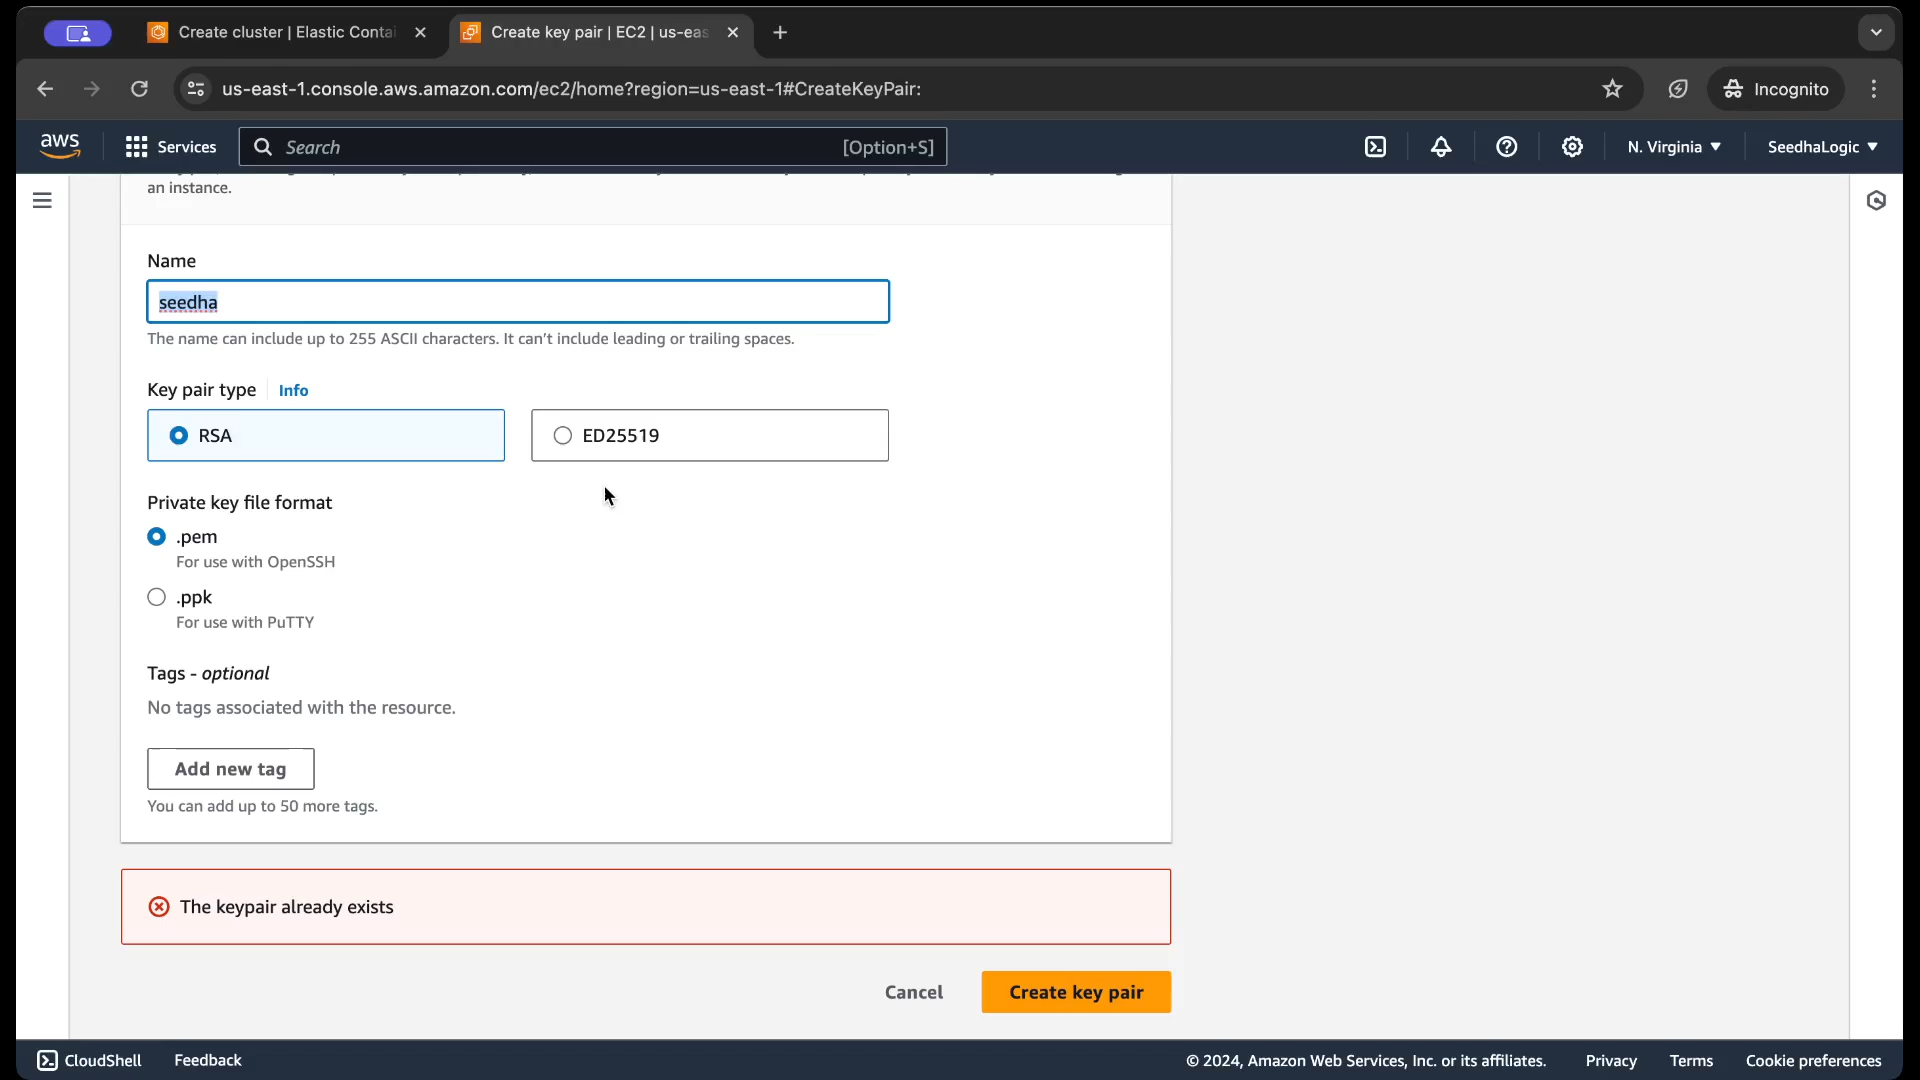 Create cluster | Elastic Contai
Create key pair | EC2 | us-eas
us-east-1.console.aws.amazon.com/ec2/home?region=us-east-1#CreateKeyPair:
Incognito
aws
Services
Search
[Option+S]
N. Virginia
SeedhaLogic
an instance.
Name
seedha
The name can include up to 255 ASCII characters. It can't include leading or trailing spaces.
Key pair type
Info
RSA
ED25519
Private key file format
.pem
For use with OpenSSH
.ppk
For use with PuTTY
Tags - optional
No tags associated with the resource.
Add new tag
You can add up to 50 more tags.
The keypair already exists
Cancel
Create key pair
CloudShell
Feedback
© 2024, Amazon Web Services, Inc. or its affiliates.
Privacy
Terms
Cookie preferences